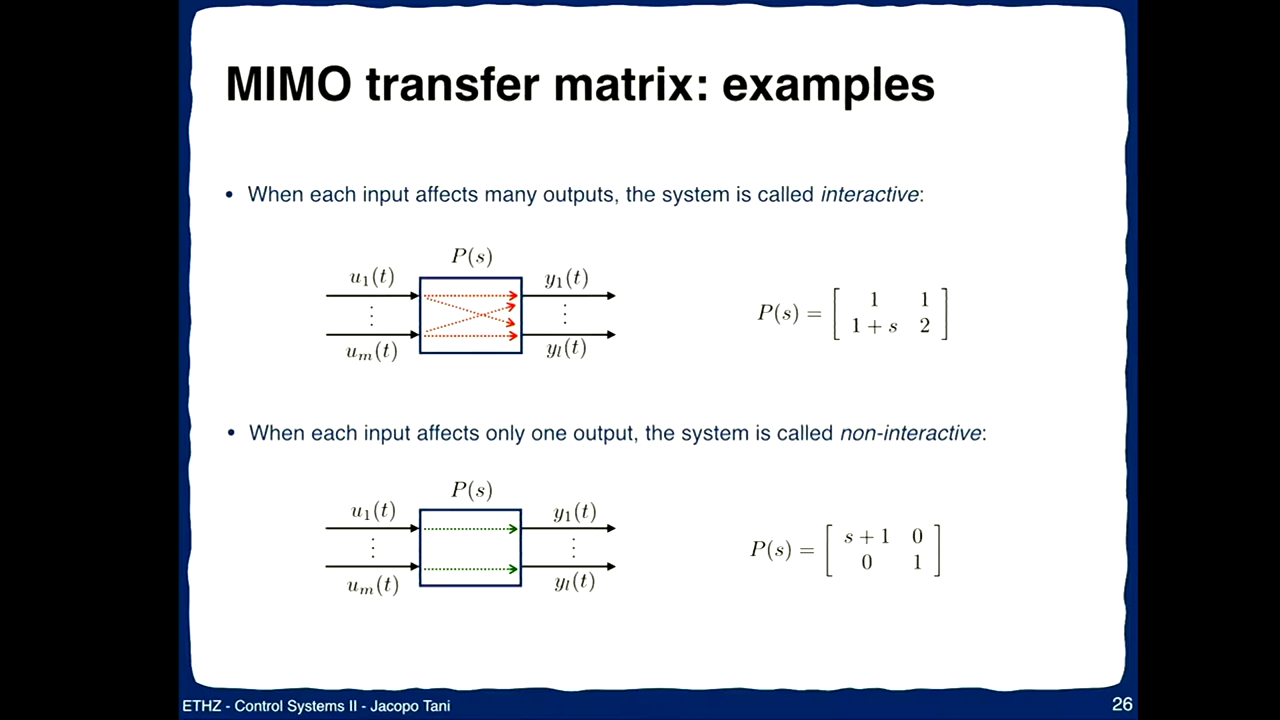 MIMO transfer matrix: examples
• When each input affects many outputs, the system is called interactive:
P(s)
u₁(t)
y₁(t)
⋮
⋮
uₘ(t)
yₗ(t)
P(s) = [ 1 1
1 + s 2 ]
• When each input affects only one output, the system is called non-interactive:
P(s)
u₁(t)
y₁(t)
⋮
⋮
uₘ(t)
yₗ(t)
P(s) = [ s + 1 0
0 1 ]
ETHZ - Control Systems II - Jacopo Tani
26